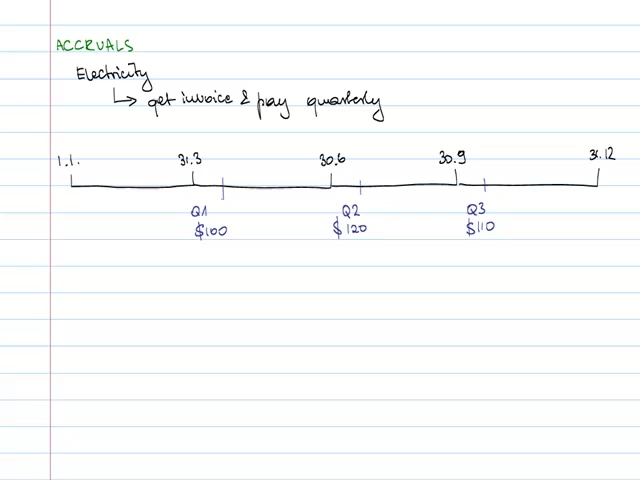 ACCRUALS
Electricity
↳ get invoice & pay quarterly
1.1. 31.3 30.6 30.9 31.12
Q1 Q2 Q3
$100 $120 $110